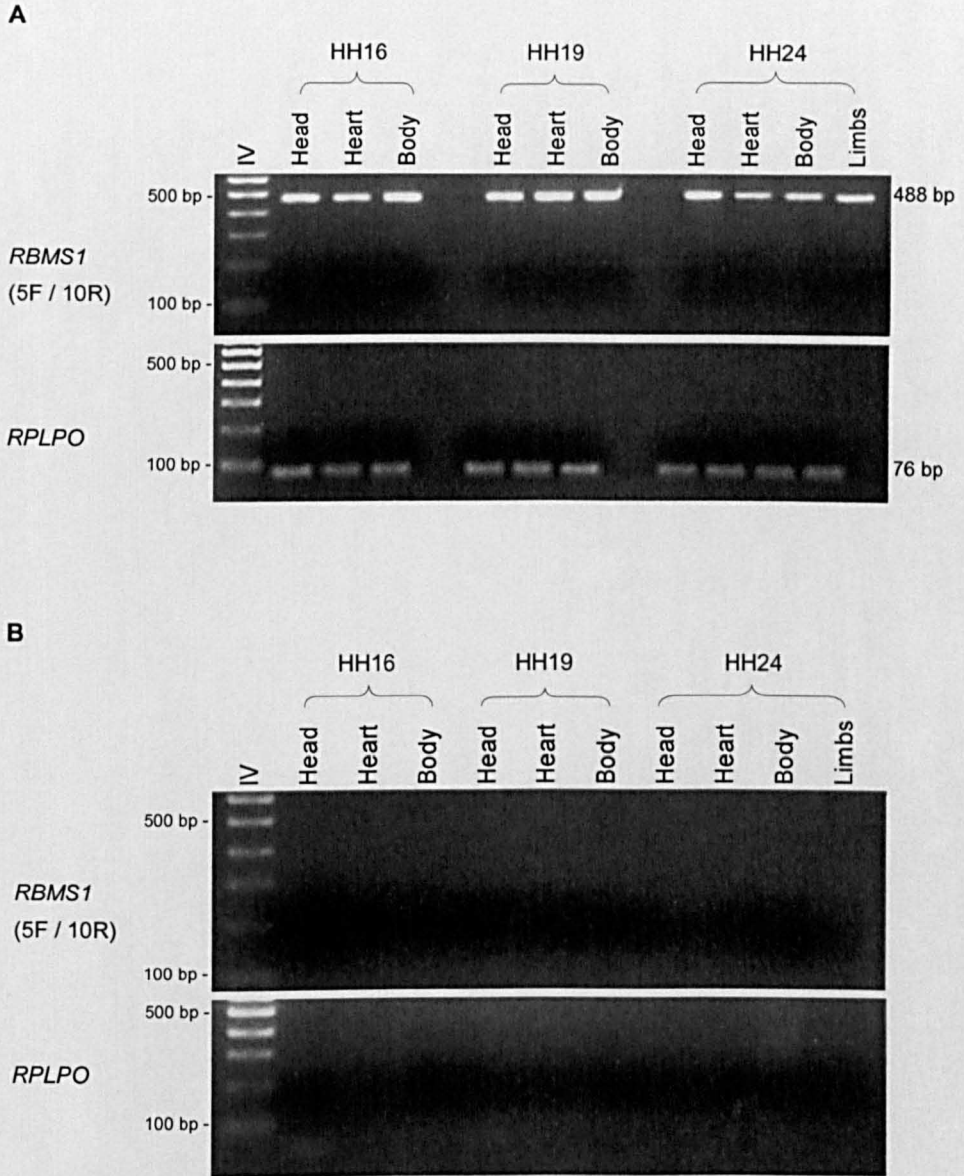 A
HH16 HH19 HH24
IV Head Heart Body Head Heart Body Head Heart Body Limbs
500 bp - 488 bp
RBMS1
(5F / 10R)
100 bp -
500 bp -
RPLPO
100 bp - 76 bp
B
HH16 HH19 HH24
IV Head Heart Body Head Heart Body Head Heart Body Limbs
500 bp -
RBMS1
(5F / 10R)
100 bp -
500 bp -
RPLPO
100 bp -